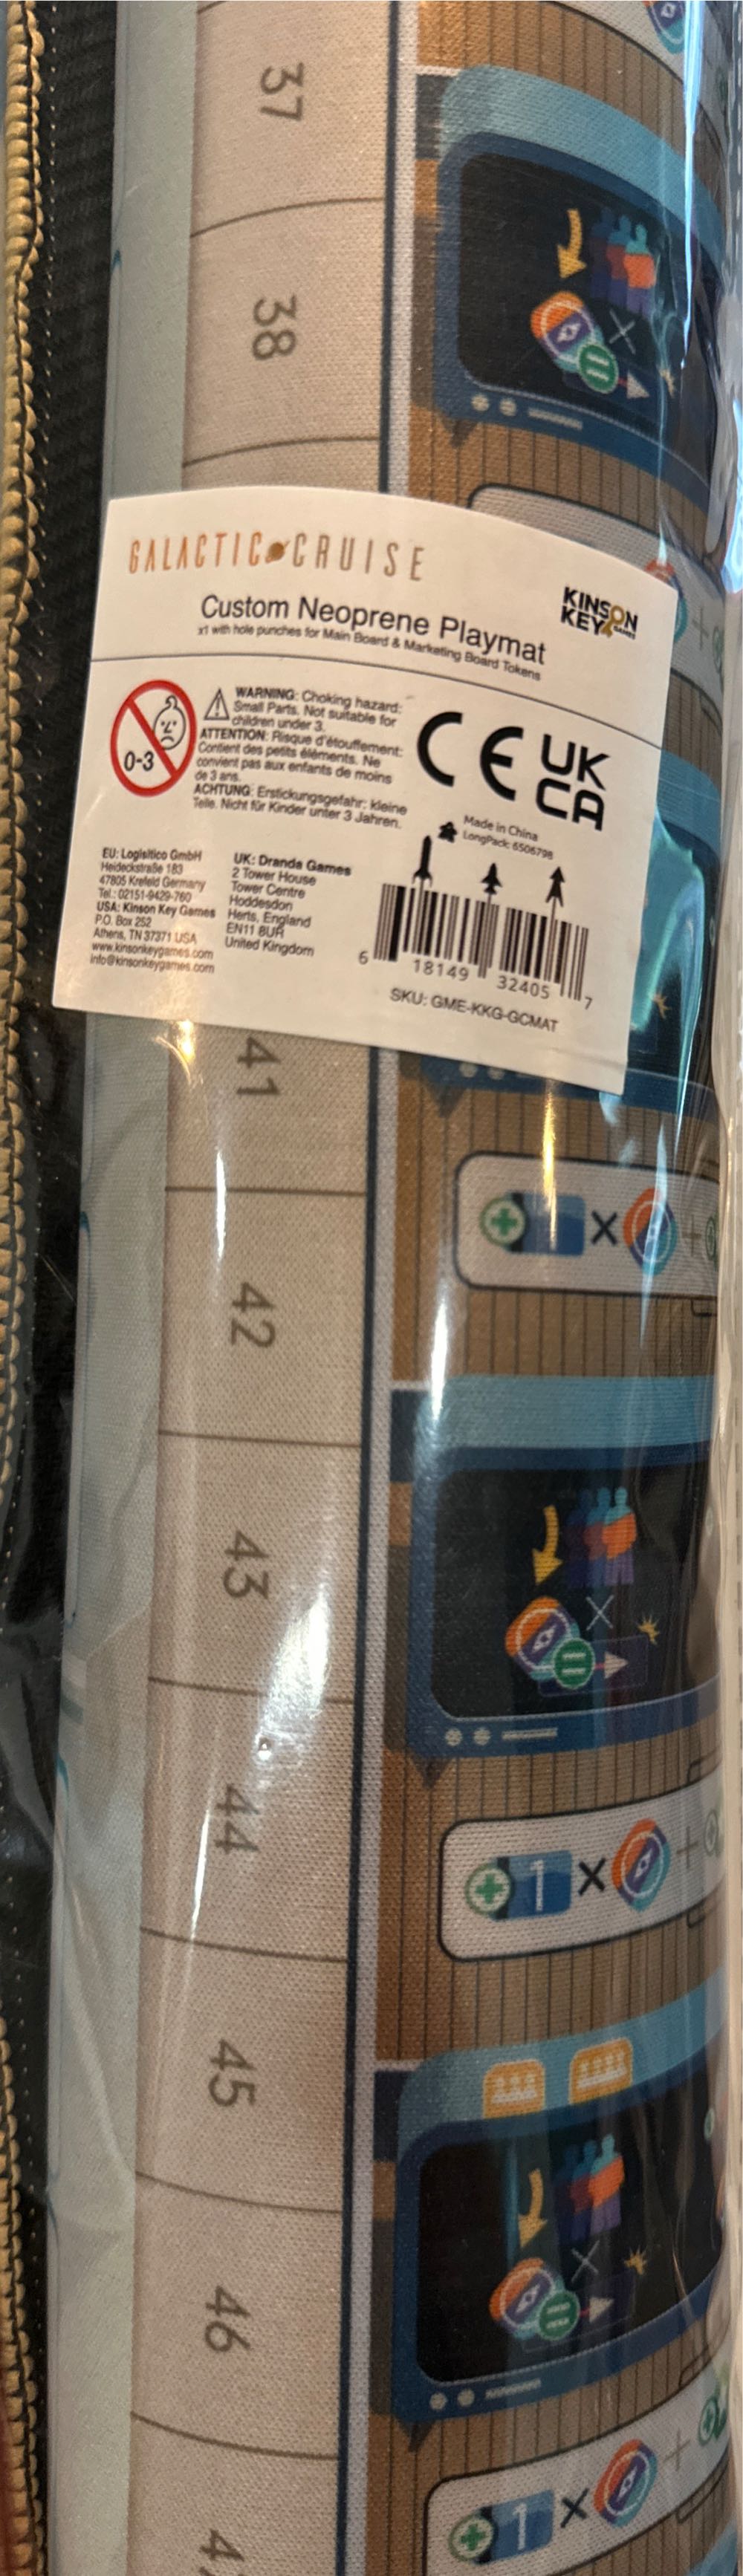 37
38
GALACTIC CRUISE
KINSON
KEY GAMES
Custom Neoprene Playmat
x1 with hole punches for Main Board & Marketing Board Tokens
0-3
WARNING: Choking hazard:
Small Parts. Not suitable for
children under 3.
ATTENTION: Risque d'étouffement:
Contient des petits éléments. Ne
convient pas aux enfants de moins
de 3 ans.
ACHTUNG: Erstickungsgefahr: kleine
Teile. Nicht für Kinder unter 3 Jahren.
CE
UK
CA
Made in China
LongPack: 6506798
EU: Logisitico GmbH
Heideckstraße 183
47805 Krefeld Germany
Tel.: 02151-9429-760
USA: Kinson Key Games
P.O. Box 252
Athens, TN 37371 USA
www.kinsonkeygames.com
info@kinsonkeygames.com
UK: Dranda Games
2 Tower House
Tower Centre
Hoddesdon
Herts, England
EN11 8UR
United Kingdom
6 18149 32405 7
SKU: GME-KKG-GCMAT
41
1 ×
42
43
44
1 ×
45
46
1 ×